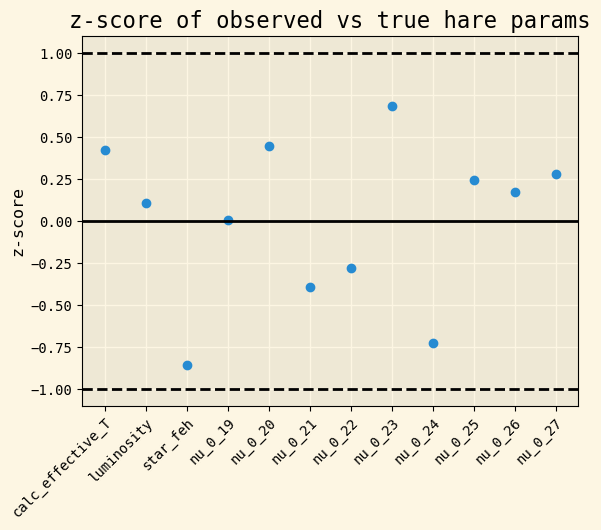 z-score of observed vs true hare params
z-score
1.00
0.75
0.50
0.25
0.00
−0.25
−0.50
−0.75
−1.00
calc_effective_T
luminosity
star_feh
nu_0_19
nu_0_20
nu_0_21
nu_0_22
nu_0_23
nu_0_24
nu_0_25
nu_0_26
nu_0_27